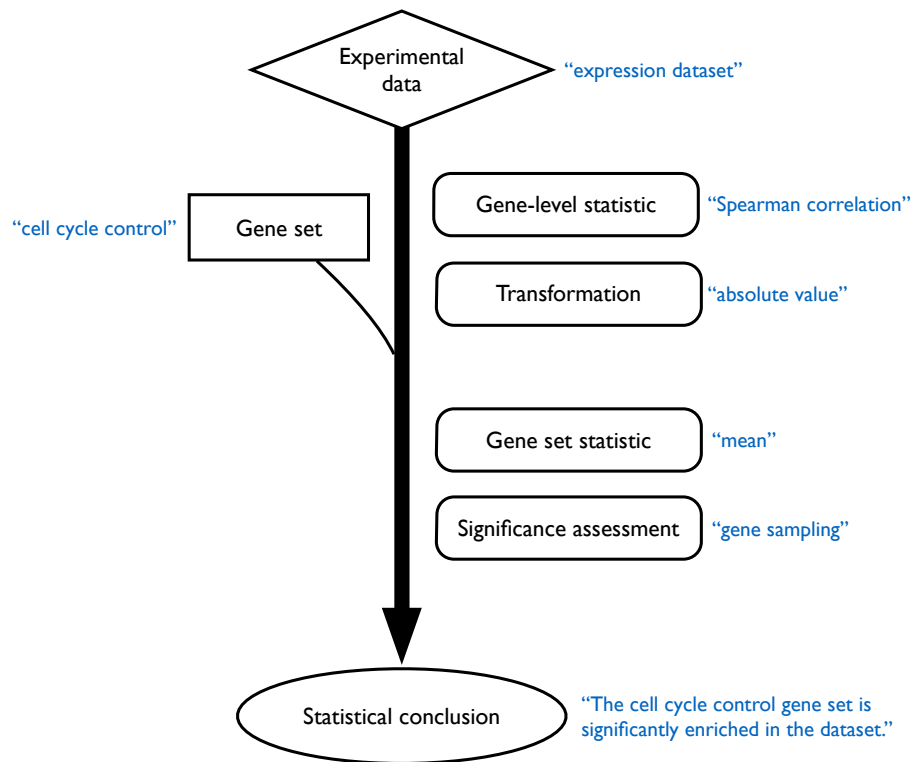 Experimental
data
“expression dataset”
Gene-level statistic
“Spearman correlation”
“cell cycle control”
Gene set
Transformation
“absolute value”
Gene set statistic
“mean”
Significance assessment
“gene sampling”
Statistical conclusion
“The cell cycle control gene set is
significantly enriched in the dataset.”